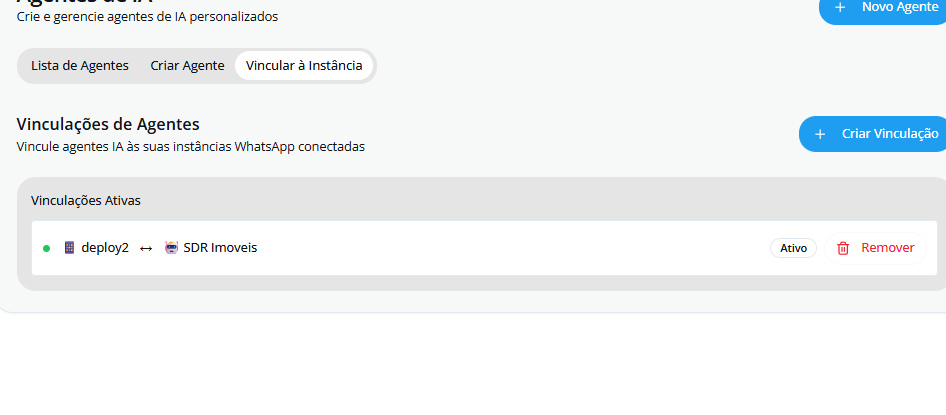 Agentes de IA
Crie e gerencie agentes de IA personalizados
+ Novo Agente
Lista de Agentes Criar Agente Vincular à Instância
Vinculações de Agentes
Vincule agentes IA às suas instâncias WhatsApp conectadas
+ Criar Vinculação
Vinculações Ativas
deploy2 ↔ SDR Imoveis Ativo Remover